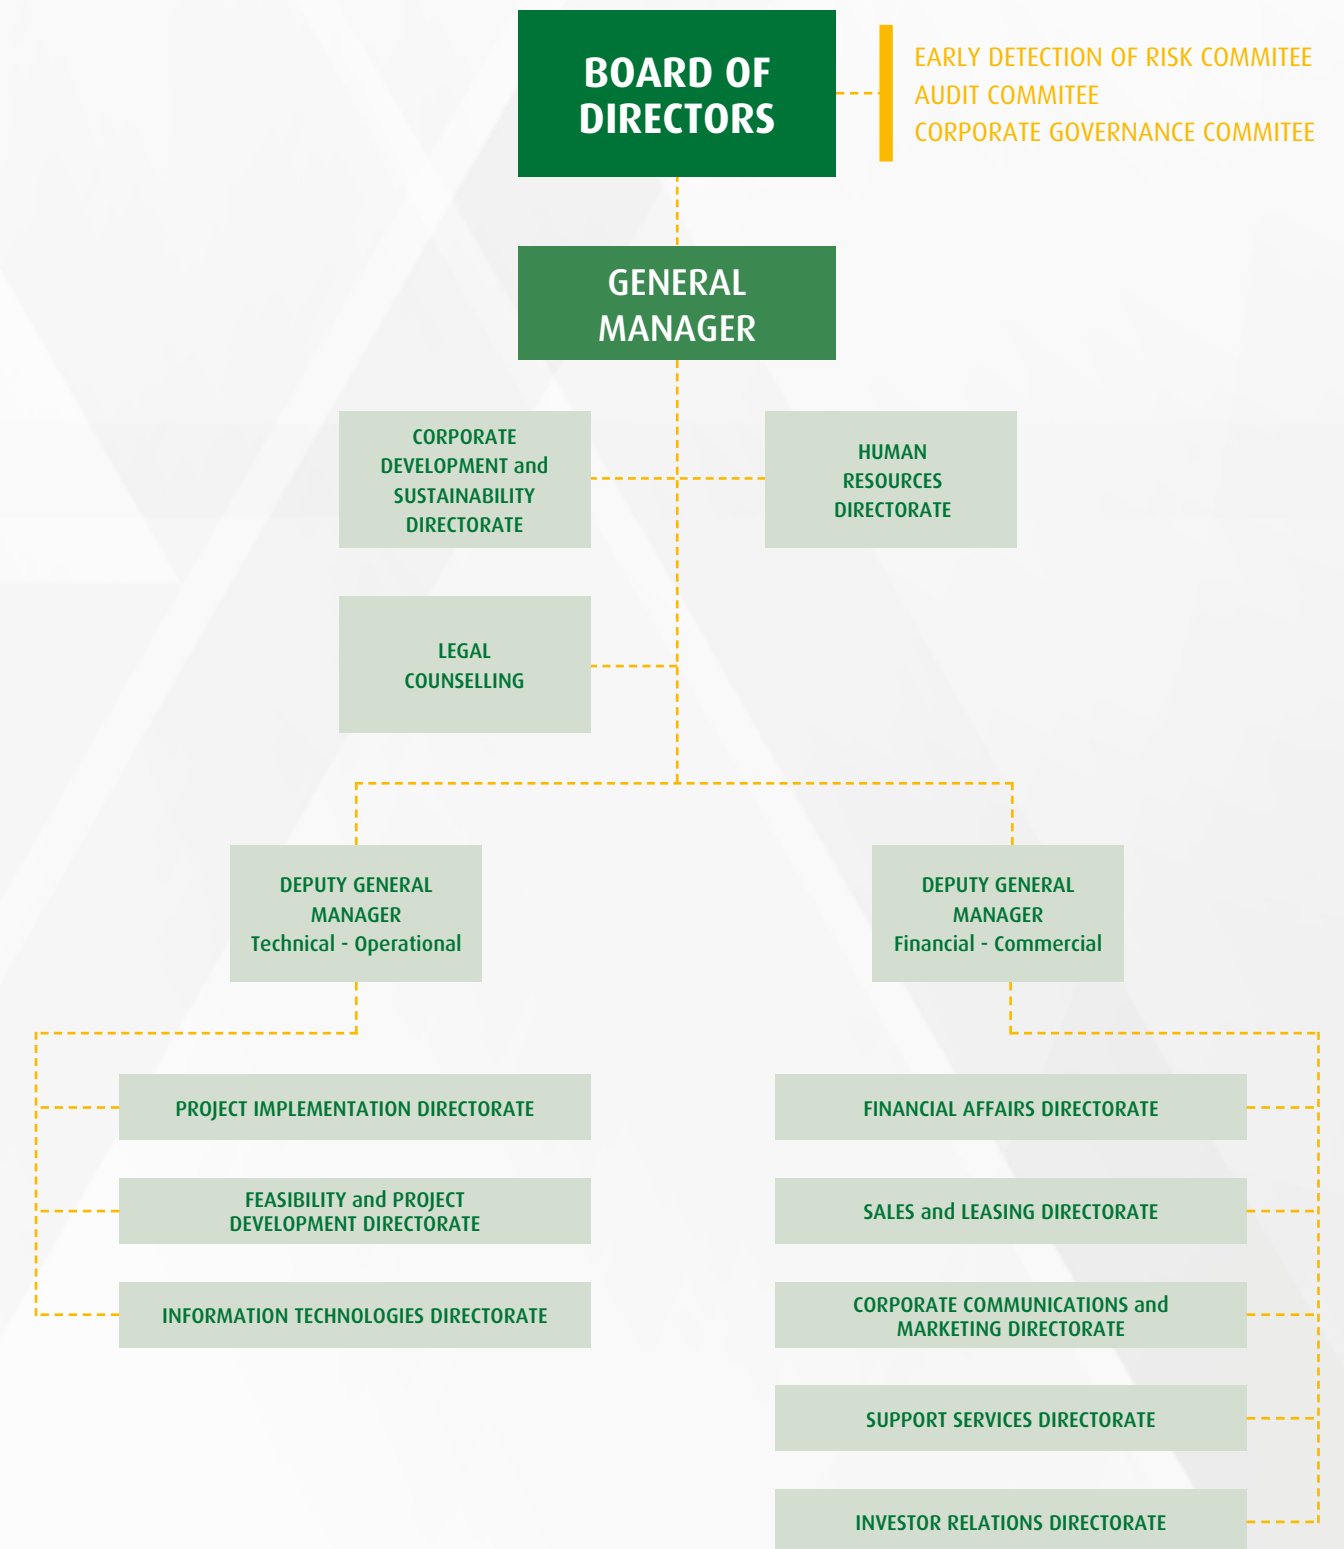 BOARD OF
DIRECTORS
EARLY DETECTION OF RISK COMMITEE
AUDIT COMMITEE
CORPORATE GOVERNANCE COMMITEE
GENERAL
MANAGER
CORPORATE
DEVELOPMENT and
SUSTAINABILITY
DIRECTORATE
HUMAN
RESOURCES
DIRECTORATE
LEGAL
COUNSELLING
DEPUTY GENERAL
MANAGER
Technical - Operational
DEPUTY GENERAL
MANAGER
Financial - Commercial
PROJECT IMPLEMENTATION DIRECTORATE
FEASIBILITY and PROJECT
DEVELOPMENT DIRECTORATE
INFORMATION TECHNOLOGIES DIRECTORATE
FINANCIAL AFFAIRS DIRECTORATE
SALES and LEASING DIRECTORATE
CORPORATE COMMUNICATIONS and
MARKETING DIRECTORATE
SUPPORT SERVICES DIRECTORATE
INVESTOR RELATIONS DIRECTORATE